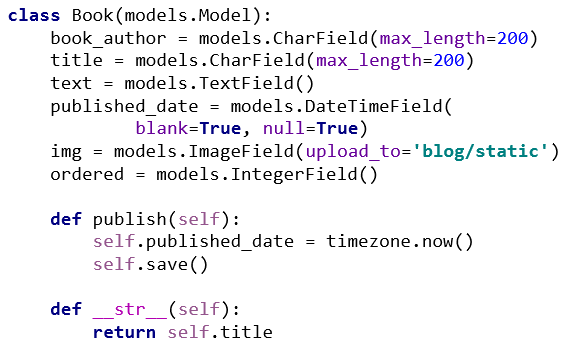 class Book(models.Model):
    book_author = models.CharField(max_length=200)
    title = models.CharField(max_length=200)
    text = models.TextField()
    published_date = models.DateTimeField(
            blank=True, null=True)
    img = models.ImageField(upload_to='blog/static')
    ordered = models.IntegerField()

    def publish(self):
        self.published_date = timezone.now()
        self.save()

    def __str__(self):
        return self.title